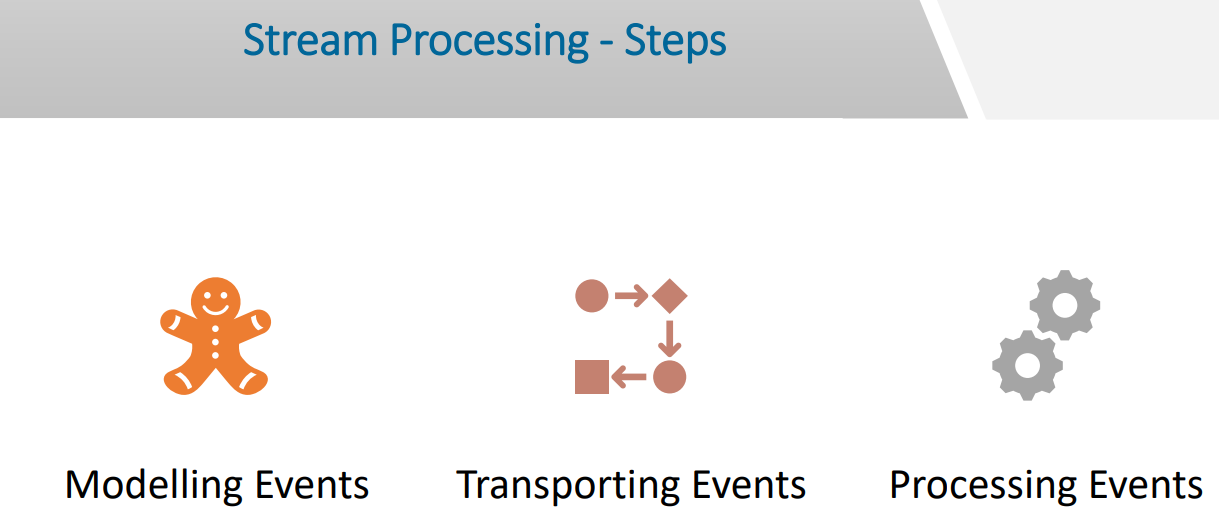 Stream Processing - Steps
Modelling Events
Transporting Events
Processing Events